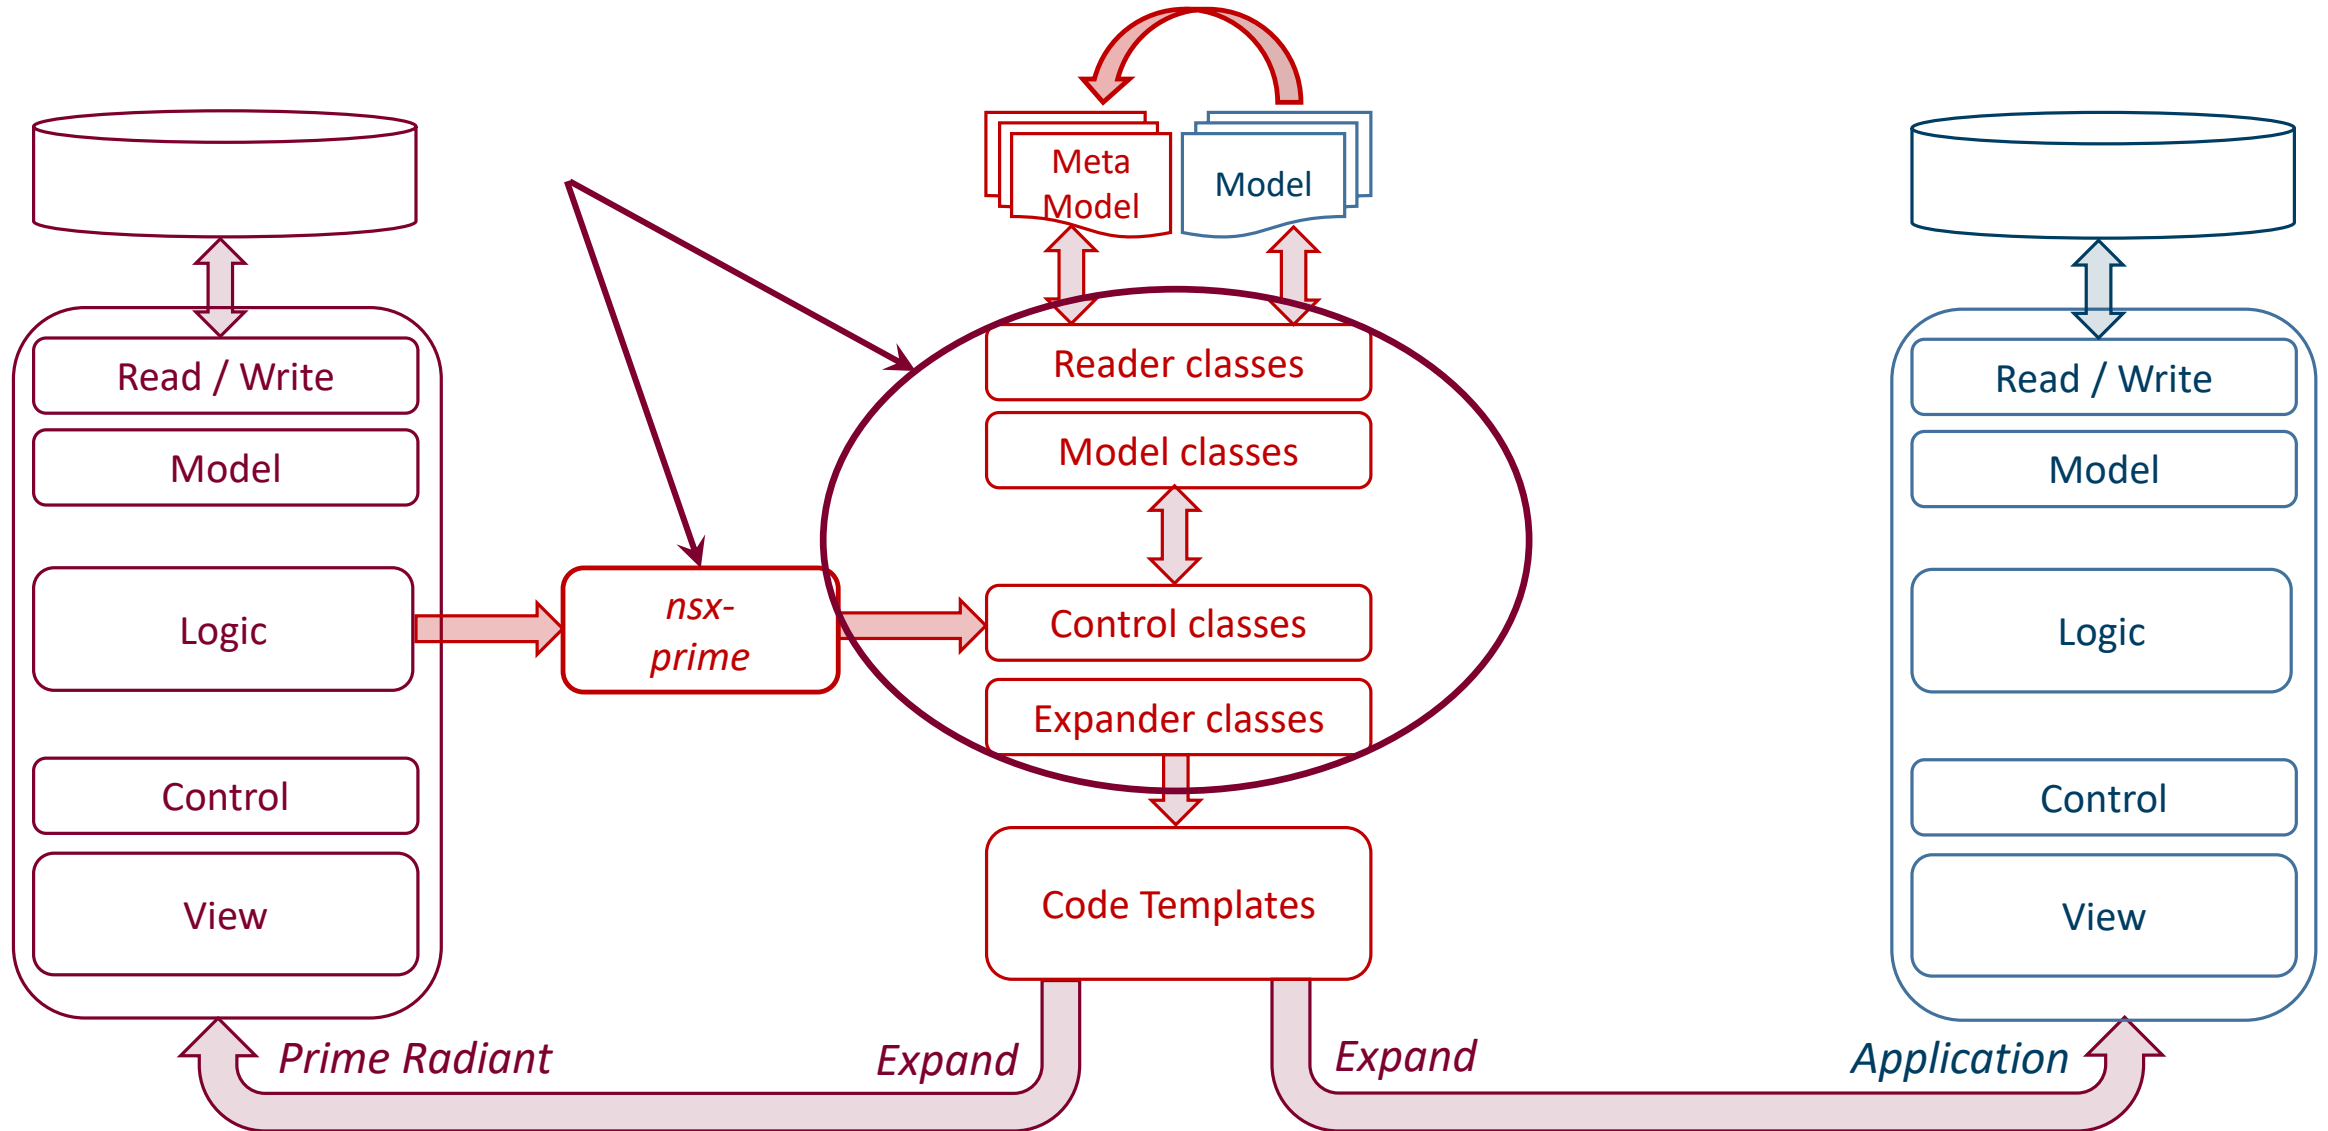 Meta
Model
Model
Read / Write
Model
Logic
Control
View
Prime Radiant
nsx-
prime
Reader classes
Model classes
Control classes
Expander classes
Code Templates
Expand
Expand
Read / Write
Model
Logic
Control
View
Application